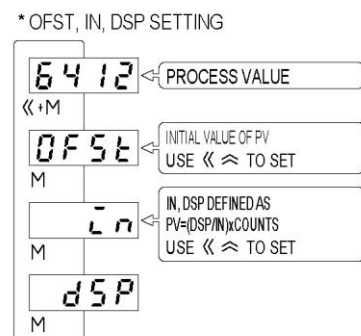 * OFST, IN, DSP SETTING
6412 PROCESS VALUE
«+M
OFSt INITIAL VALUE OF PV
USE « ︽ TO SET
M
in IN, DSP DEFINED AS
PV=(DSP/IN)xCOUNTS
USE « ︽ TO SET
M
dSP
M